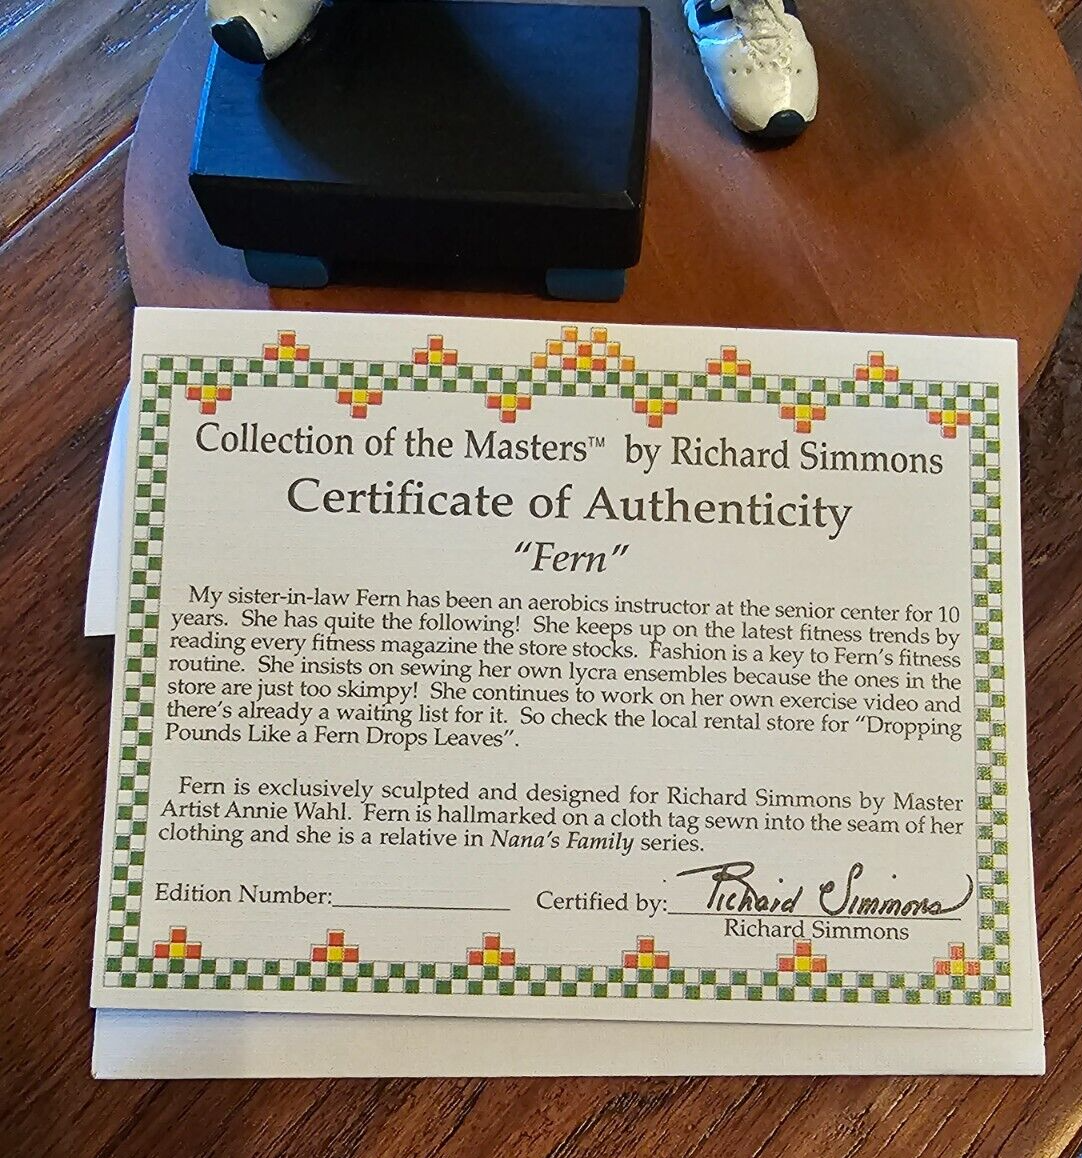 Collection of the Masters™ by Richard Simmons
Certificate of Authenticity
"Fern"
My sister-in-law Fern has been an aerobics instructor at the senior center for 10
years. She has quite the following! She keeps up on the latest fitness trends by
reading every fitness magazine the store stocks. Fashion is a key to Fern's fitness
routine. She insists on sewing her own lycra ensembles because the ones in the
store are just too skimpy! She continues to work on her own exercise video and
there's already a waiting list for it. So check the local rental store for "Dropping
Pounds Like a Fern Drops Leaves".
Fern is exclusively sculpted and designed for Richard Simmons by Master
Artist Annie Wahl. Fern is hallmarked on a cloth tag sewn into the seam of her
clothing and she is a relative in Nana's Family series.
Edition Number:____________ Certified by: Richard Simmons
Richard Simmons